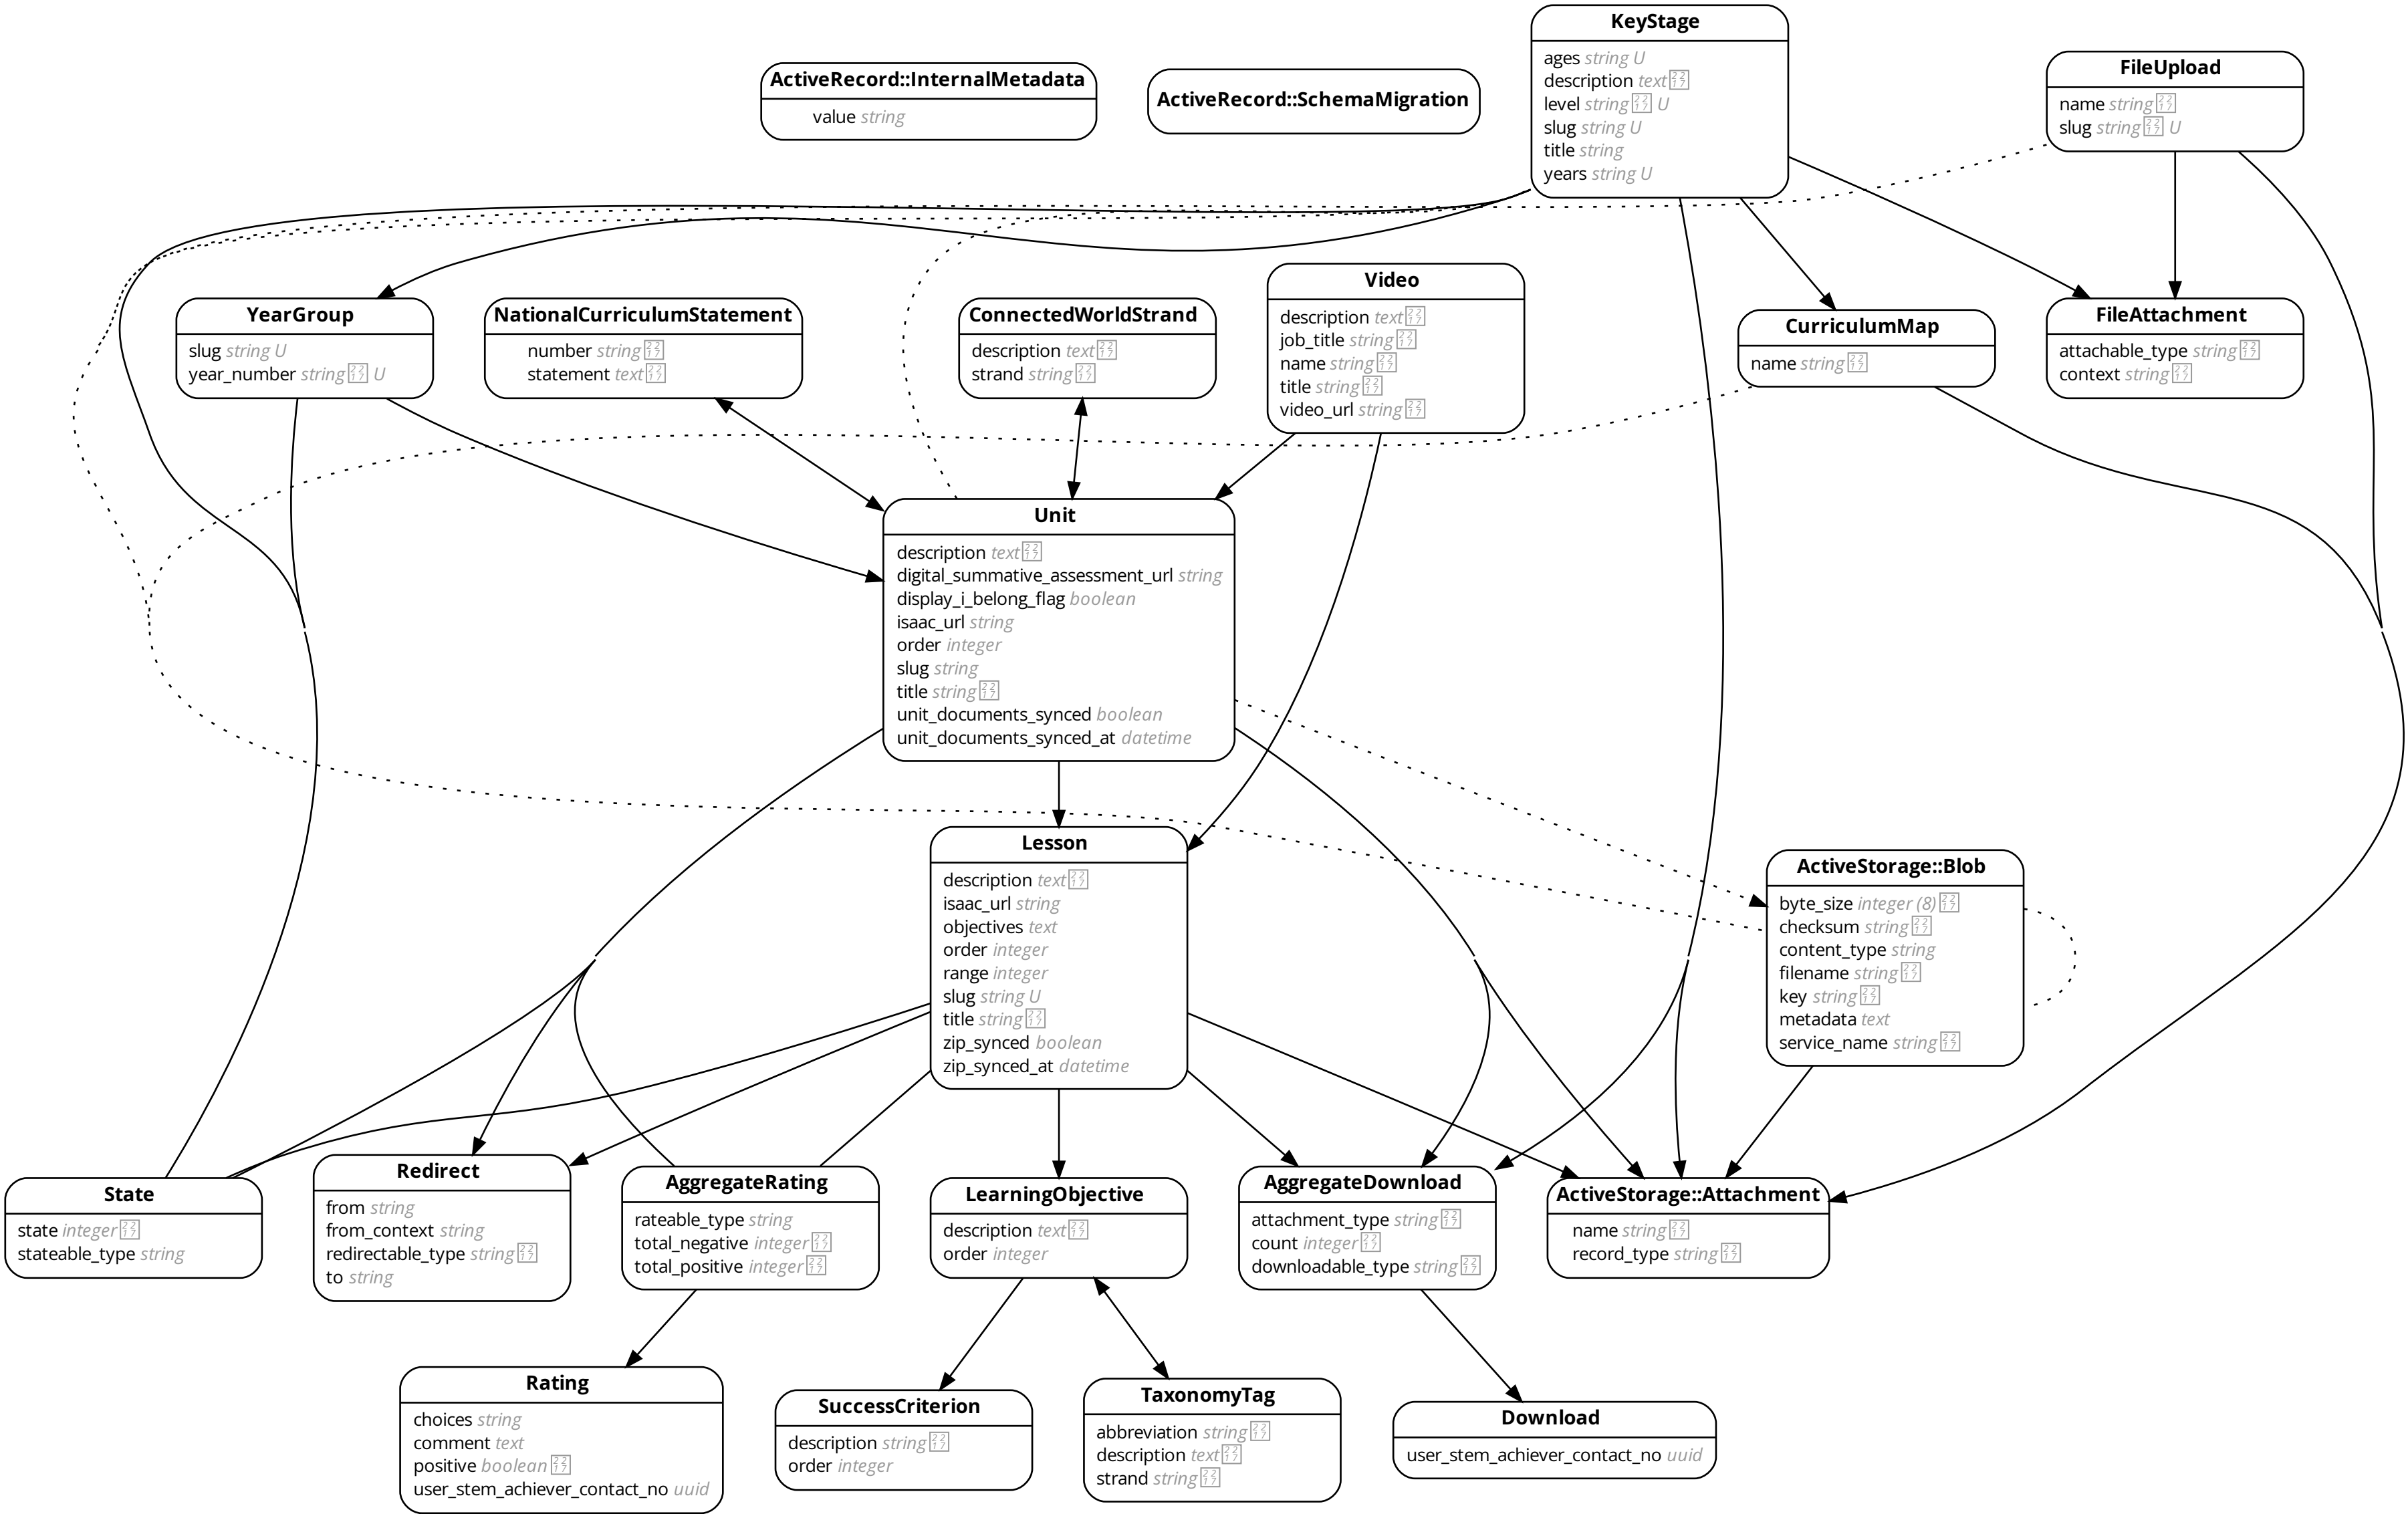 KeyStage
ages string U
description text ∗
level string ∗ U
slug string U
title string
years string U
ActiveRecord::InternalMetadata
value string
ActiveRecord::SchemaMigration
FileUpload
name string ∗
slug string ∗ U
YearGroup
slug string U
year_number string ∗ U
NationalCurriculumStatement
number string ∗
statement text ∗
ConnectedWorldStrand
description text ∗
strand string ∗
Video
description text ∗
job_title string ∗
name string ∗
title string ∗
video_url string ∗
CurriculumMap
name string ∗
FileAttachment
attachable_type string ∗
context string ∗
Unit
description text ∗
digital_summative_assessment_url string
display_i_belong_flag boolean
isaac_url string
order integer
slug string
title string ∗
unit_documents_synced boolean
unit_documents_synced_at datetime
Lesson
description text ∗
isaac_url string
objectives text
order integer
range integer
slug string U
title string ∗
zip_synced boolean
zip_synced_at datetime
ActiveStorage::Blob
byte_size integer (8) ∗
checksum string ∗
content_type string
filename string ∗
key string ∗
metadata text
service_name string ∗
State
state integer ∗
stateable_type string
Redirect
from string
from_context string
redirectable_type string ∗
to string
AggregateRating
rateable_type string
total_negative integer ∗
total_positive integer ∗
LearningObjective
description text ∗
order integer
AggregateDownload
attachment_type string ∗
count integer ∗
downloadable_type string ∗
ActiveStorage::Attachment
name string ∗
record_type string ∗
Rating
choices string
comment text
positive boolean ∗
user_stem_achiever_contact_no uuid
SuccessCriterion
description string ∗
order integer
TaxonomyTag
abbreviation string ∗
description text ∗
strand string ∗
Download
user_stem_achiever_contact_no uuid